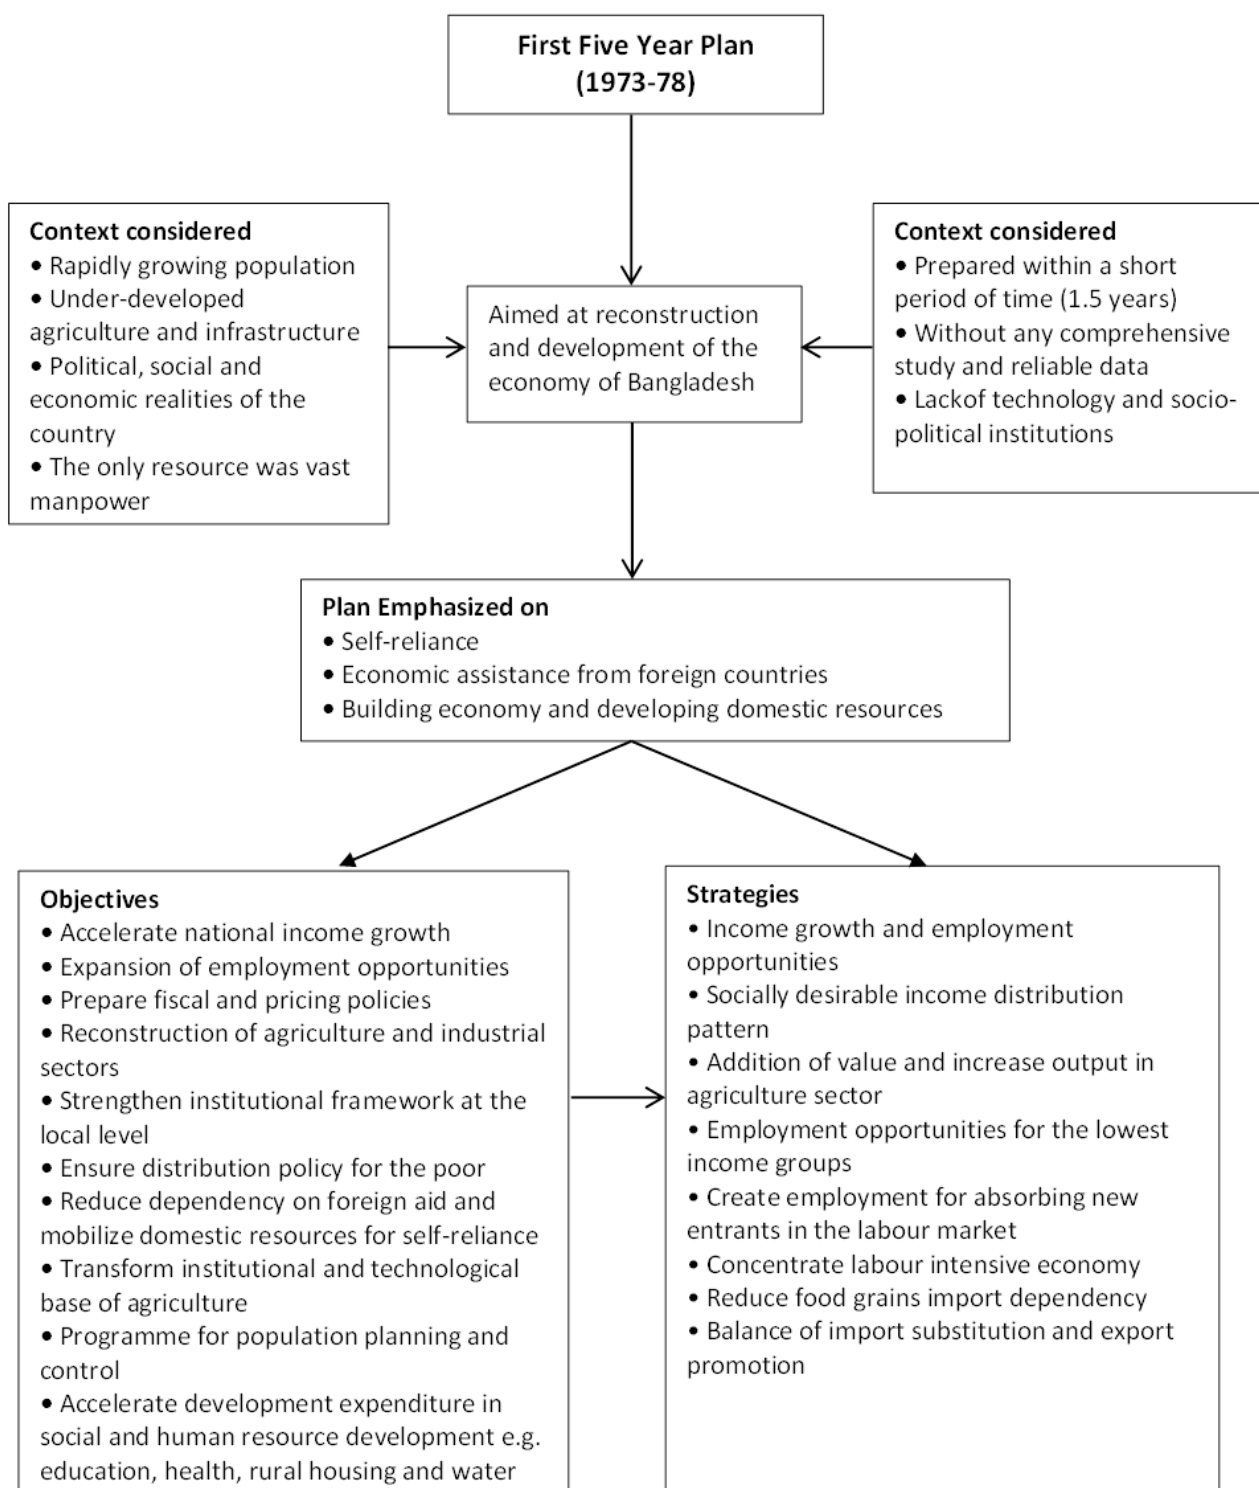 First Five Year Plan
(1973-78)
Context considered
• Rapidly growing population
• Under-developed
agriculture and infrastructure
• Political, social and
economic realities of the
country
• The only resource was vast
manpower
Aimed at reconstruction
and development of the
economy of Bangladesh
Context considered
• Prepared within a short
period of time (1.5 years)
• Without any comprehensive
study and reliable data
• Lackof technology and socio-
political institutions
Plan Emphasized on
• Self-reliance
• Economic assistance from foreign countries
• Building economy and developing domestic resources
Objectives
• Accelerate national income growth
• Expansion of employment opportunities
• Prepare fiscal and pricing policies
• Reconstruction of agriculture and industrial
sectors
• Strengthen institutional framework at the
local level
• Ensure distribution policy for the poor
• Reduce dependency on foreign aid and
mobilize domestic resources for self-reliance
• Transform institutional and technological
base of agriculture
• Programme for population planning and
control
• Accelerate development expenditure in
social and human resource development e.g.
education, health, rural housing and water
Strategies
• Income growth and employment
opportunities
• Socially desirable income distribution
pattern
• Addition of value and increase output in
agriculture sector
• Employment opportunities for the lowest
income groups
• Create employment for absorbing new
entrants in the labour market
• Concentrate labour intensive economy
• Reduce food grains import dependency
• Balance of import substitution and export
promotion